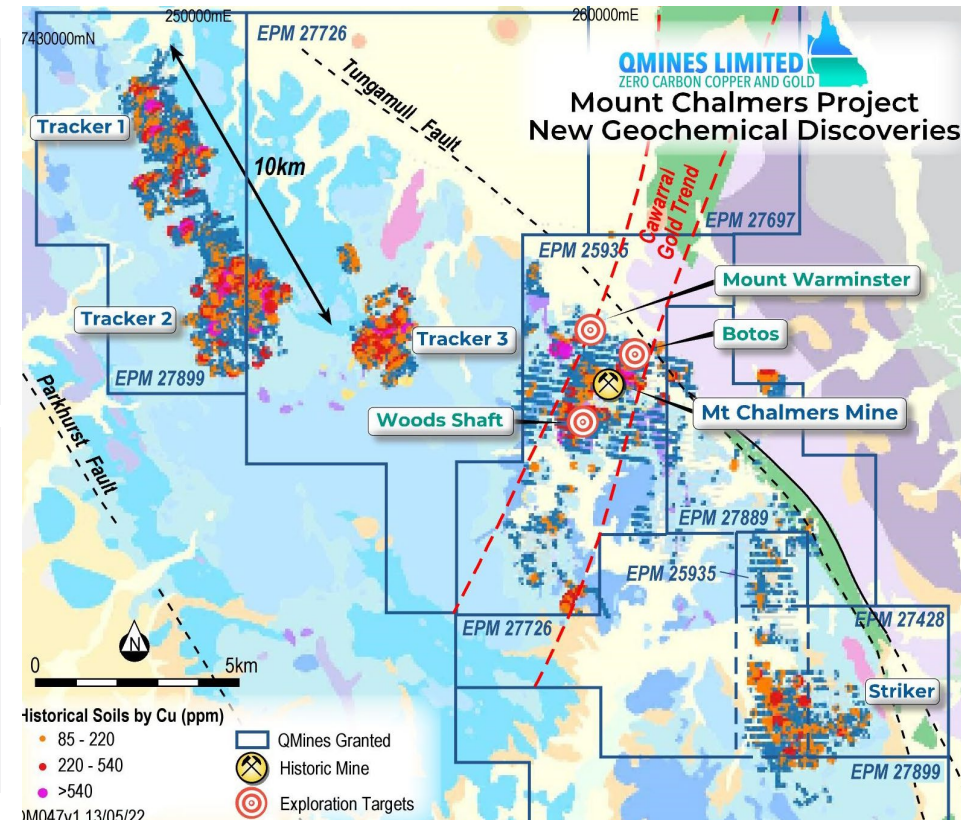 250000mE
260000mE
7430000mN
EPM 27726
QMINES LIMITED
ZERO CARBON COPPER AND GOLD
Mount Chalmers Project
New Geochemical Discoveries
Tungamull Fault
Tracker 1
10km
Cawarral
Gold Trend
EPM 27697
EPM 25935
Mount Warminster
Tracker 2
Tracker 3
Botos
EPM 27899
Parkhurst Fault
Woods Shaft
Mt Chalmers Mine
EPM 27889
EPM 25935
EPM 27726
EPM 27428
N
0 5km
Striker
Historical Soils by Cu (ppm)
85 - 220
220 - 540
>540
QMines Granted
Historic Mine
Exploration Targets
EPM 27899
QM047v1 13/05/22